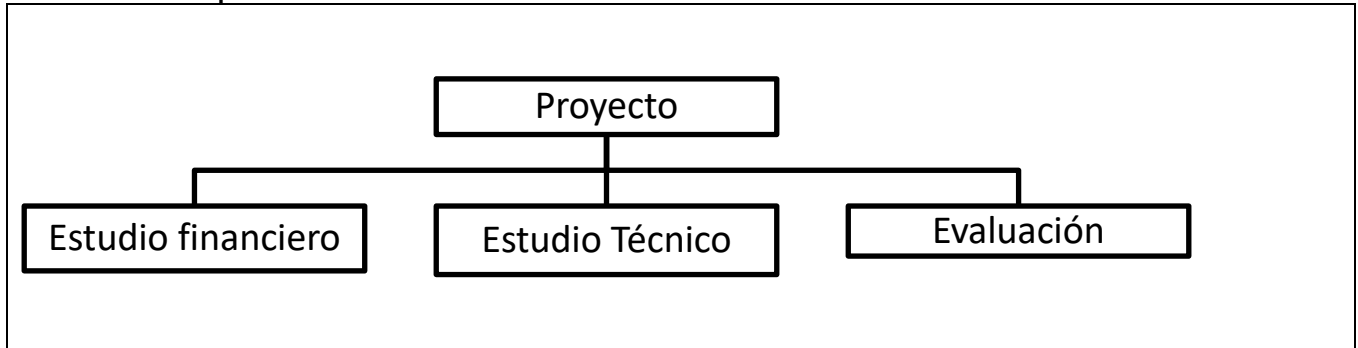 Proyecto
Estudio financiero
Estudio Técnico
Evaluación